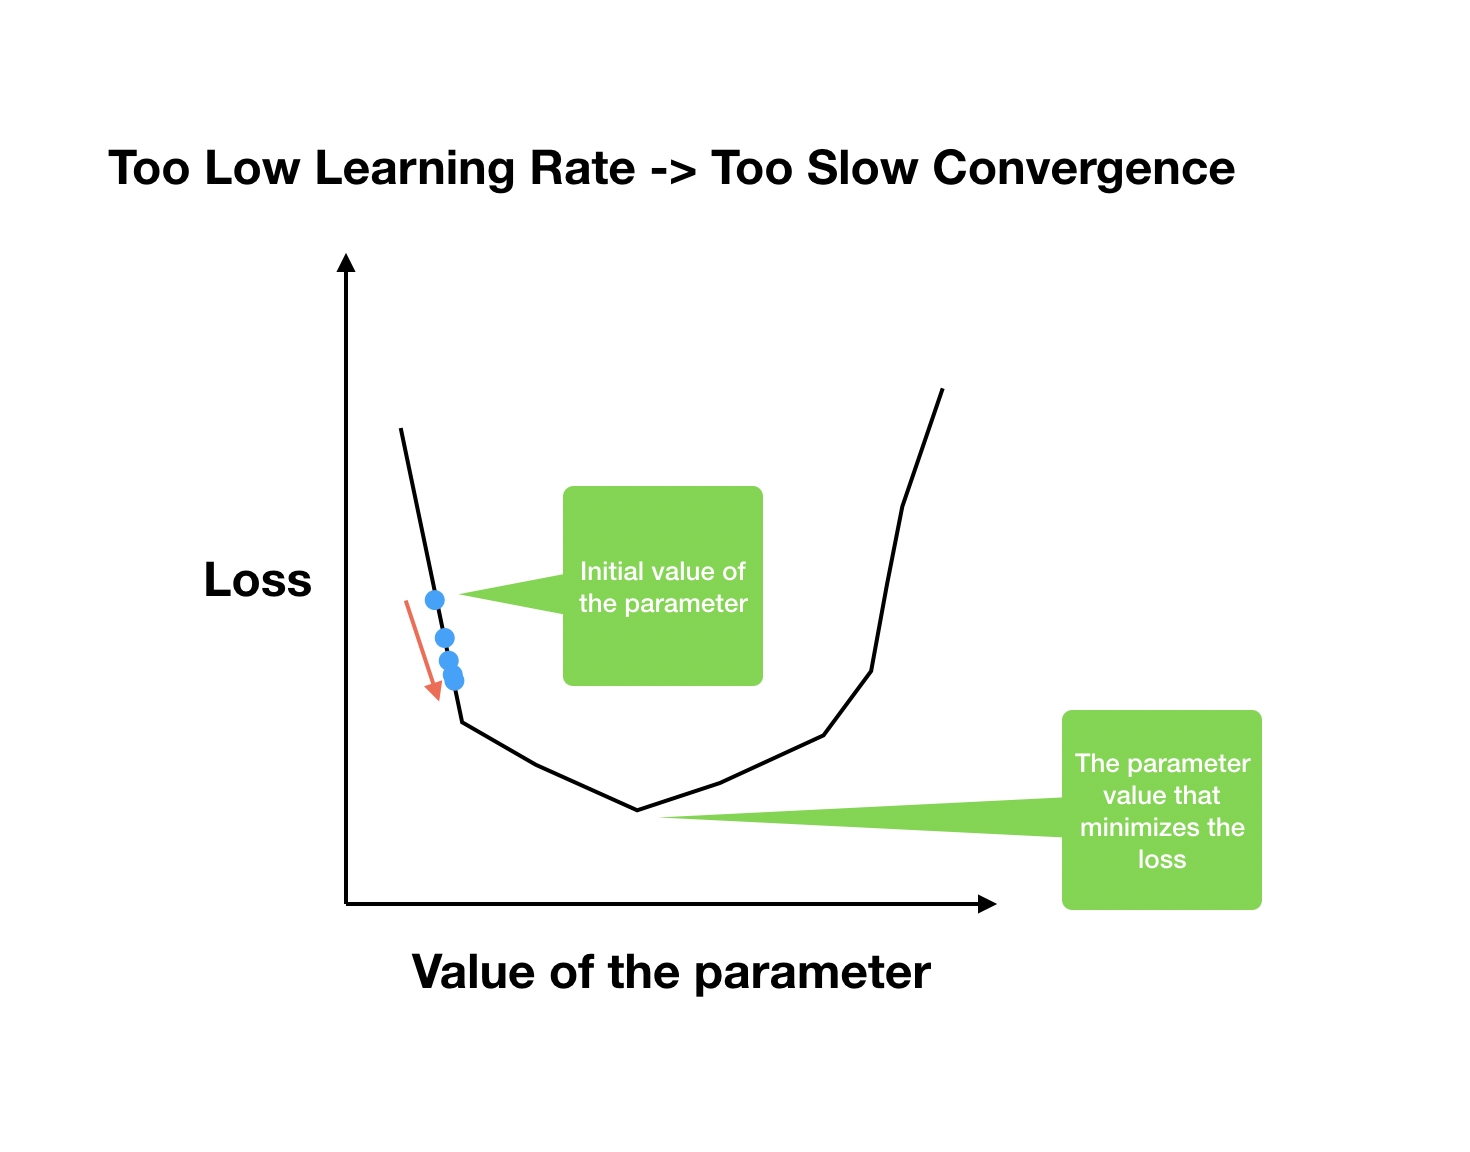 Too Low Learning Rate -> Too Slow Convergence
Loss
Initial value of
the parameter
The parameter
value that
minimizes the
loss
Value of the parameter